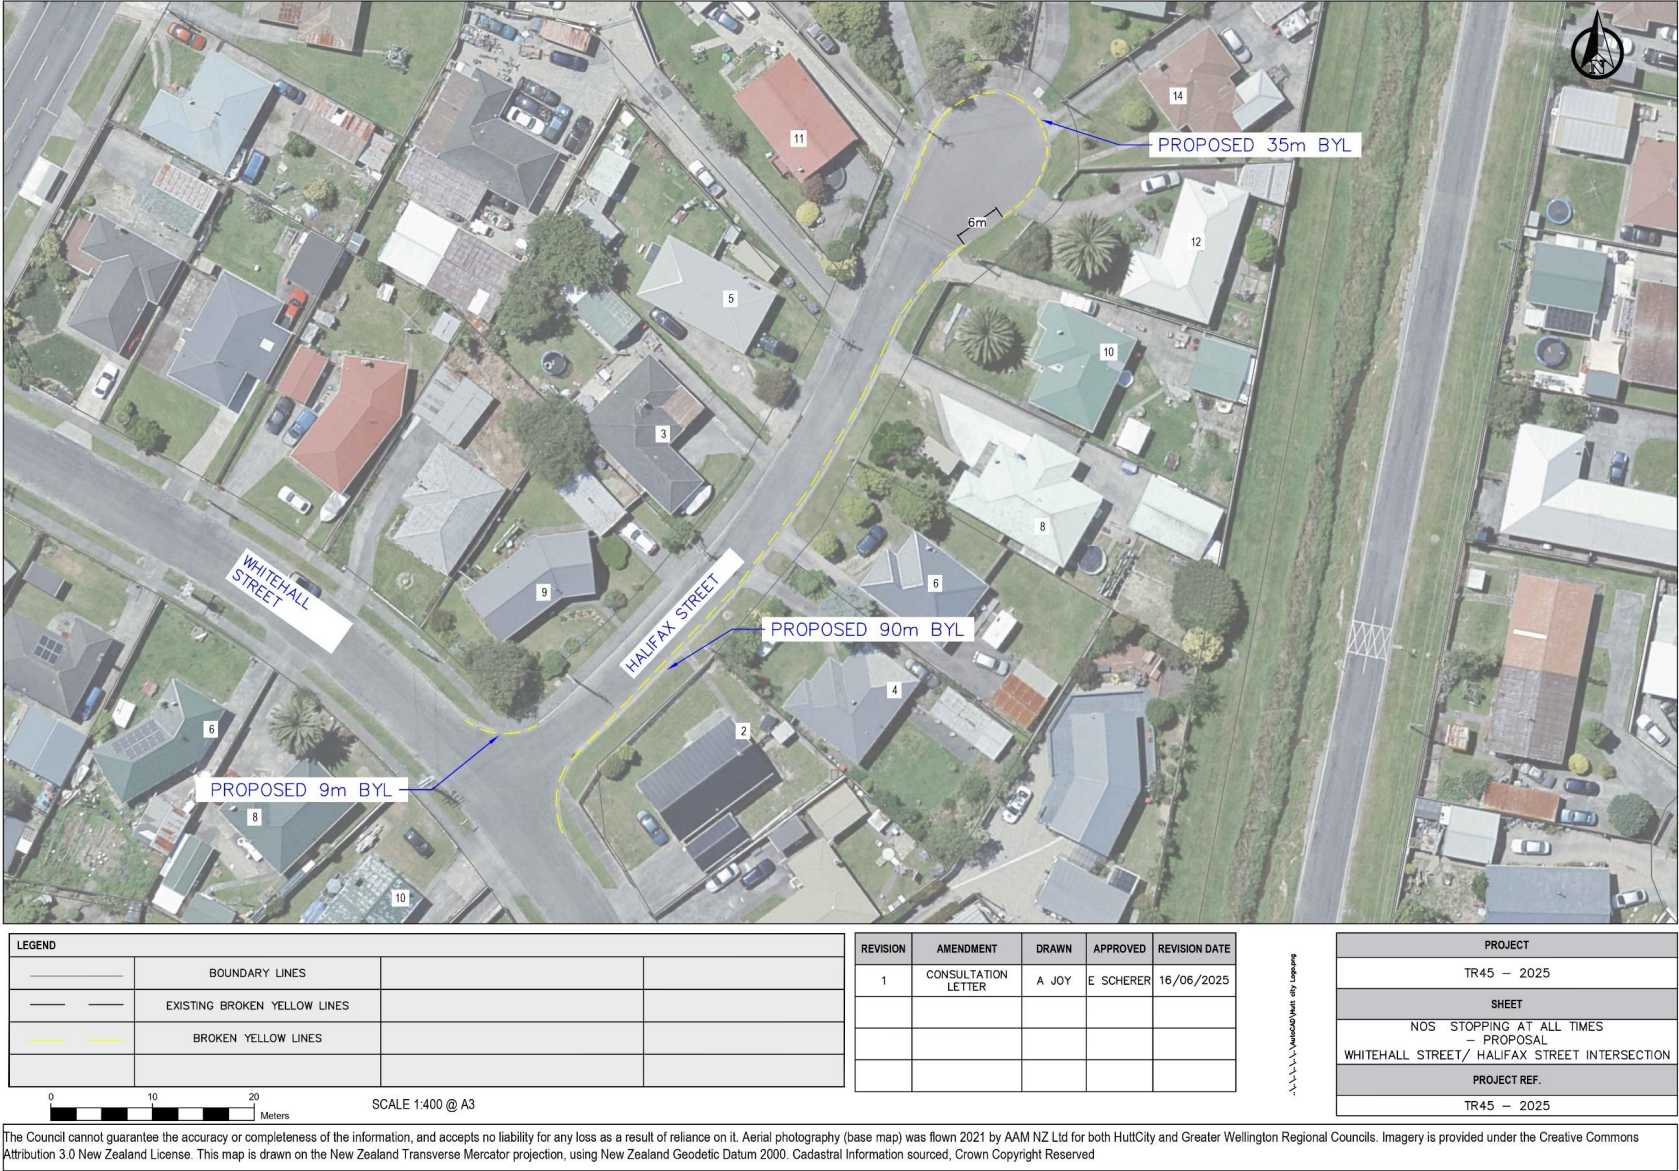 N
14
11
PROPOSED 35m BYL
6m
12
5
10
3
8
WHITEHALL
STREET
9
6
HALIFAX STREET
PROPOSED 90m BYL
4
6
2
PROPOSED 9m BYL
8
10
LEGEND
BOUNDARY LINES
EXISTING BROKEN YELLOW LINES
BROKEN YELLOW LINES
0 10 20
Meters
SCALE 1:400 @ A3
REVISION AMENDMENT DRAWN APPROVED REVISION DATE
1 CONSULTATION LETTER A JOY E SCHERER 16/06/2025
..\..\..\..\..\..\AutoCAD\Hutt city Logo.png
PROJECT
TR45 - 2025
SHEET
NOS STOPPING AT ALL TIMES
- PROPOSAL
WHITEHALL STREET/ HALIFAX STREET INTERSECTION
PROJECT REF.
TR45 - 2025
The Council cannot guarantee the accuracy or completeness of the information, and accepts no liability for any loss as a result of reliance on it. Aerial photography (base map) was flown 2021 by AAM NZ Ltd for both HuttCity and Greater Wellington Regional Councils. Imagery is provided under the Creative Commons
Attribution 3.0 New Zealand License. This map is drawn on the New Zealand Transverse Mercator projection, using New Zealand Geodetic Datum 2000. Cadastral Information sourced, Crown Copyright Reserved